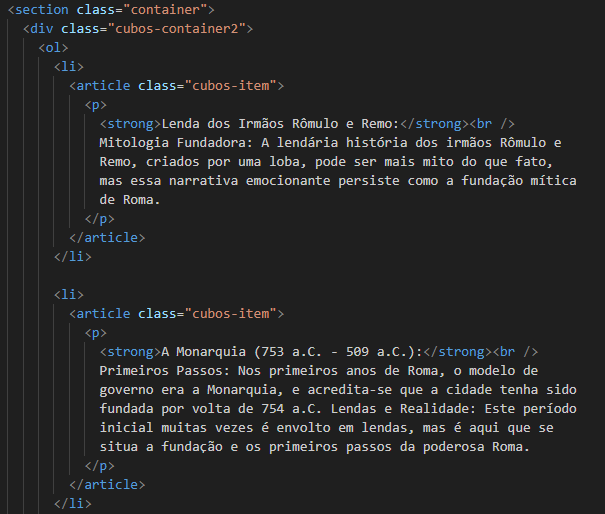 <section class="container">
<div class="cubos-container2">
<ol>
<li>
<article class="cubos-item">
<p>
<strong>Lenda dos Irmãos Rômulo e Remo:</strong><br />
Mitologia Fundadora: A lendária história dos irmãos Rômulo e
Remo, criados por uma loba, pode ser mais mito do que fato,
mas essa narrativa emocionante persiste como a fundação mítica
de Roma.
</p>
</article>
</li>
<li>
<article class="cubos-item">
<p>
<strong>A Monarquia (753 a.C. - 509 a.C.):</strong><br />
Primeiros Passos: Nos primeiros anos de Roma, o modelo de
governo era a Monarquia, e acredita-se que a cidade tenha sido
fundada por volta de 754 a.C. Lendas e Realidade: Este período
inicial muitas vezes é envolto em lendas, mas é aqui que se
situa a fundação e os primeiros passos da poderosa Roma.
</p>
</article>
</li>